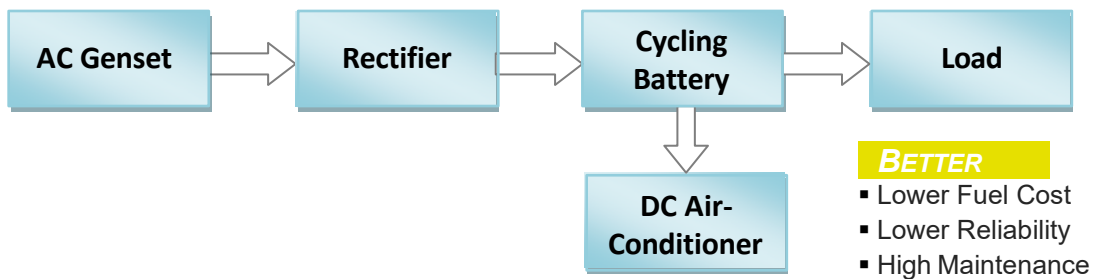 AC Genset
Rectifier
Cycling
Battery
Load
DC Air-
Conditioner
BETTER
▪ Lower Fuel Cost
▪ Lower Reliability
▪ High Maintenance